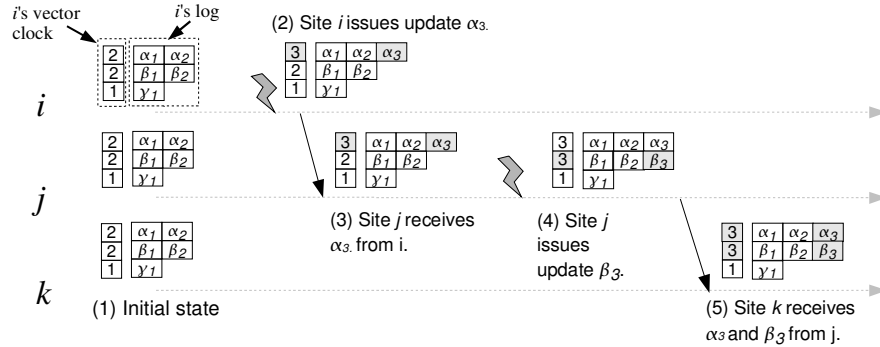 i's vector
clock
i's log
(2) Site i issues update α3.
2 α1 α2
2 β1 β2
1 γ1
3 α1 α2 α3
2 β1 β2
1 γ1
i
2 α1 α2
2 β1 β2
1 γ1
3 α1 α2 α3
2 β1 β2
1 γ1
3 α1 α2 α3
3 β1 β2 β3
1 γ1
j
(3) Site j receives
α3. from i.
(4) Site j
issues
update β3.
2 α1 α2
2 β1 β2
1 γ1
3 α1 α2 α3
3 β1 β2 β3
1 γ1
k
(1) Initial state
(5) Site k receives
α3 and β3 from j.